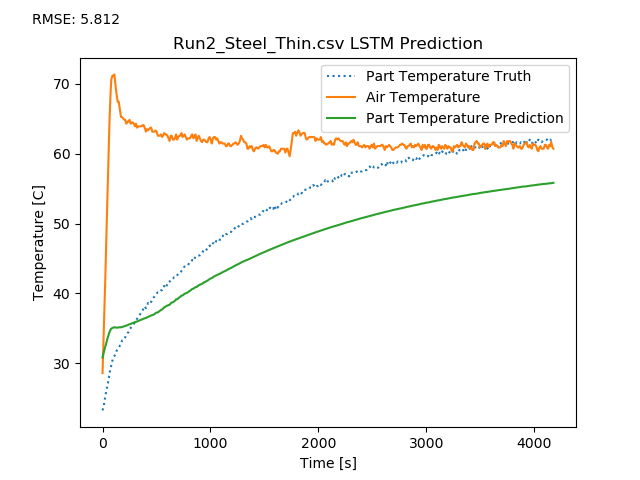 RMSE: 5.812
Run2_Steel_Thin.csv LSTM Prediction
Part Temperature Truth
Air Temperature
Part Temperature Prediction
70
60
50
40
30
Temperature [C]
0 1000 2000 3000 4000
Time [s]